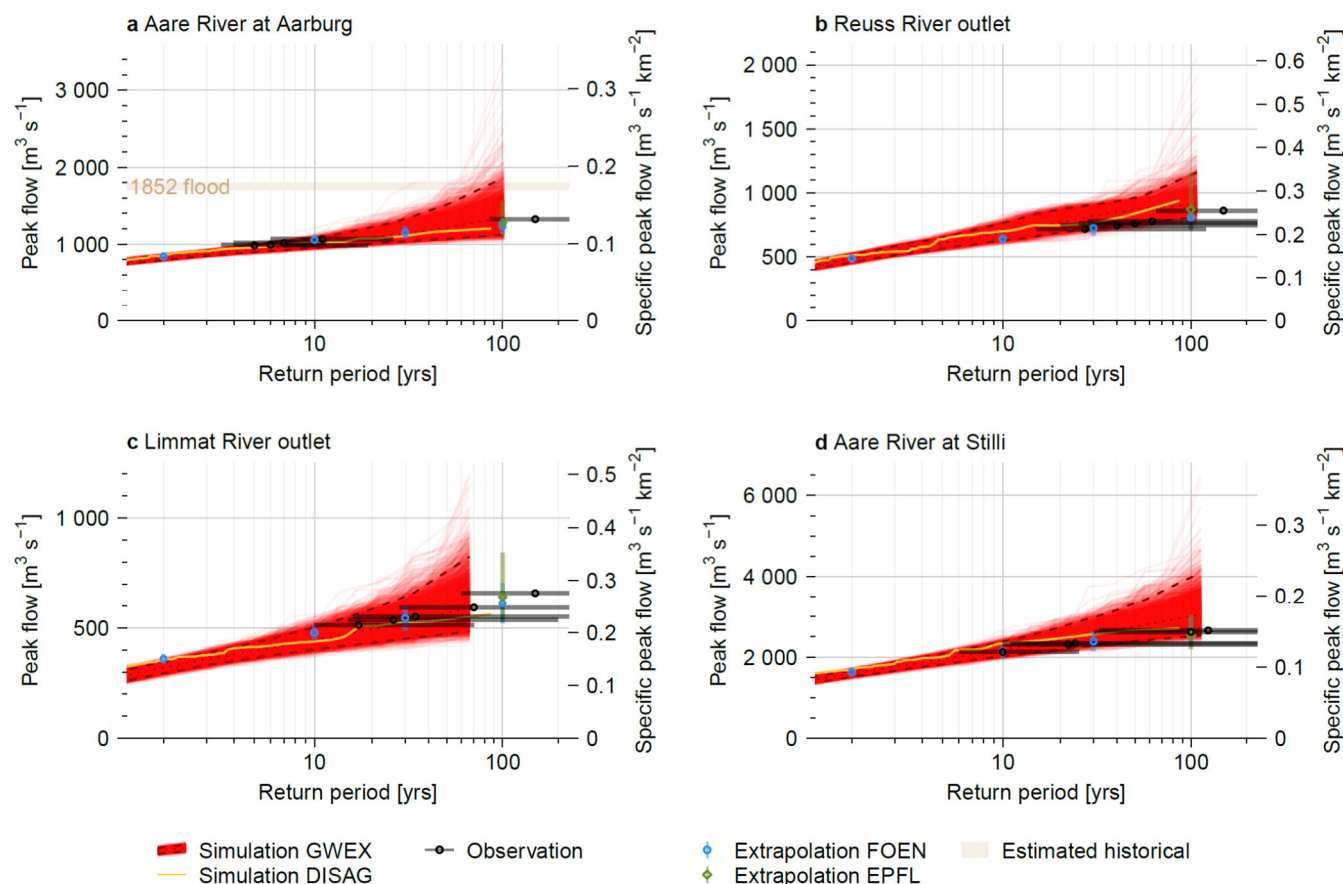 a Aare River at Aarburg
Peak flow [m³ s⁻¹]
3 000
2 000
1 000
0
1852 flood
10
100
Return period [yrs]
0.3
0.2
0.1
0
Specific peak flow [m³ s⁻¹ km⁻²]
b Reuss River outlet
Peak flow [m³ s⁻¹]
2 000
1 500
1 000
500
0
10
100
Return period [yrs]
0.6
0.5
0.4
0.3
0.2
0.1
0
Specific peak flow [m³ s⁻¹ km⁻²]
c Limmat River outlet
Peak flow [m³ s⁻¹]
1 000
500
0
10
100
Return period [yrs]
0.5
0.4
0.3
0.2
0.1
0
Specific peak flow [m³ s⁻¹ km⁻²]
d Aare River at Stilli
Peak flow [m³ s⁻¹]
6 000
4 000
2 000
0
10
100
Return period [yrs]
0.3
0.2
0.1
0
Specific peak flow [m³ s⁻¹ km⁻²]
Simulation GWEX
Simulation DISAG
Observation
Extrapolation FOEN
Extrapolation EPFL
Estimated historical